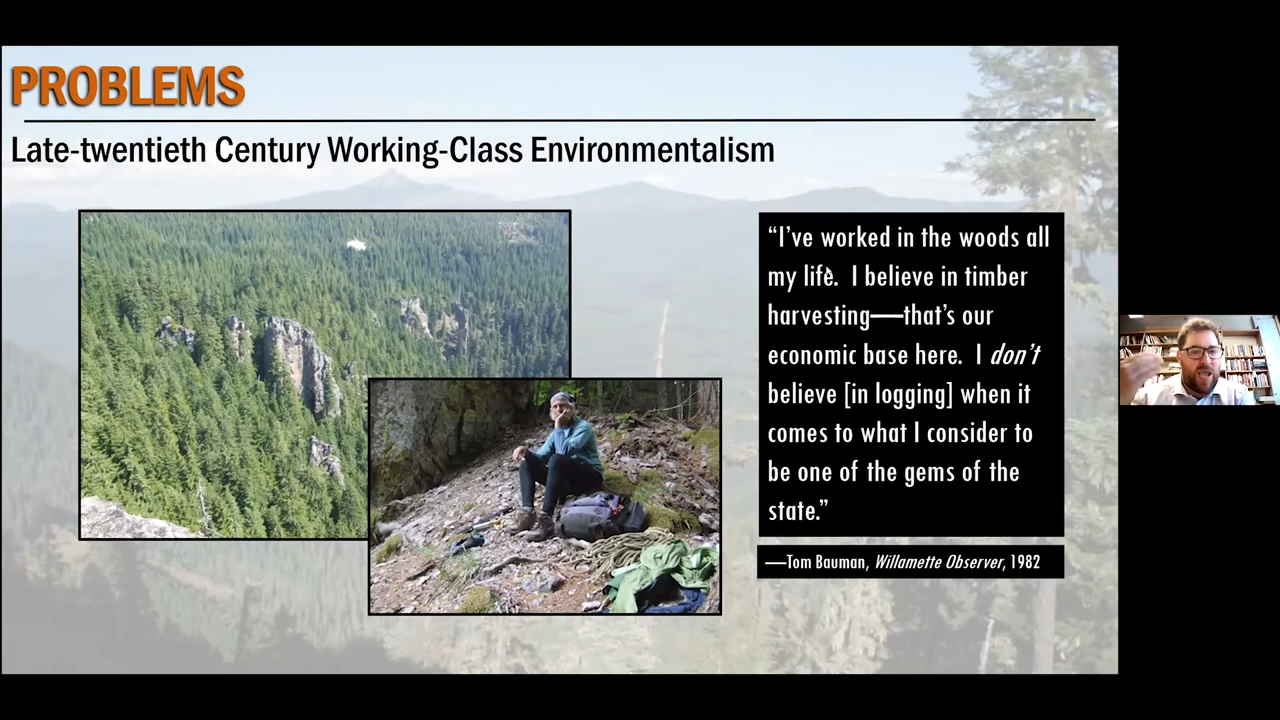 PROBLEMS
Late-twentieth Century Working-Class Environmentalism
“I’ve worked in the woods all
my life.  I believe in timber
harvesting—that’s our
economic base here.  I don’t
believe [in logging] when it
comes to what I consider to
be one of the gems of the
state.”
—Tom Bauman, Willamette Observer, 1982